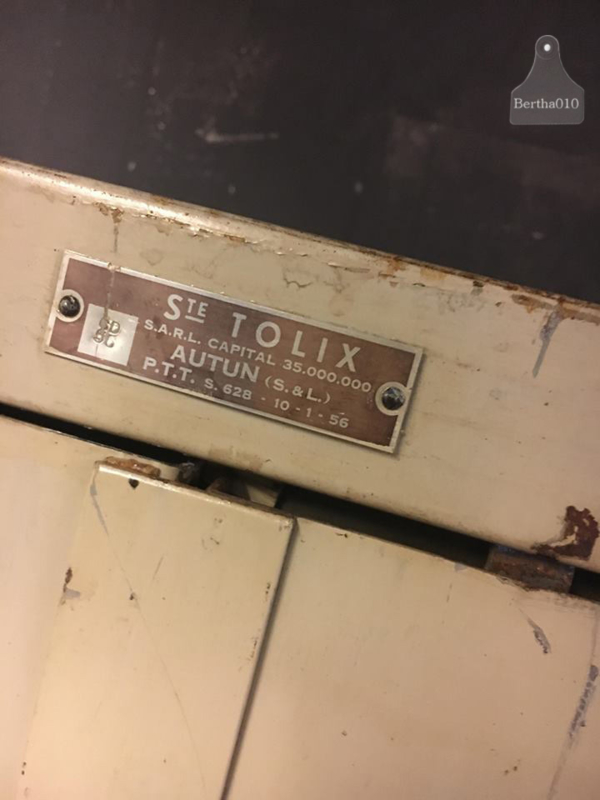 Bertha010
STE TOLIX
S.A.R.L. CAPITAL 35.000.000
AUTUN (S.&L.)
P.T.T. S. 628 - 10 - 1 - 56